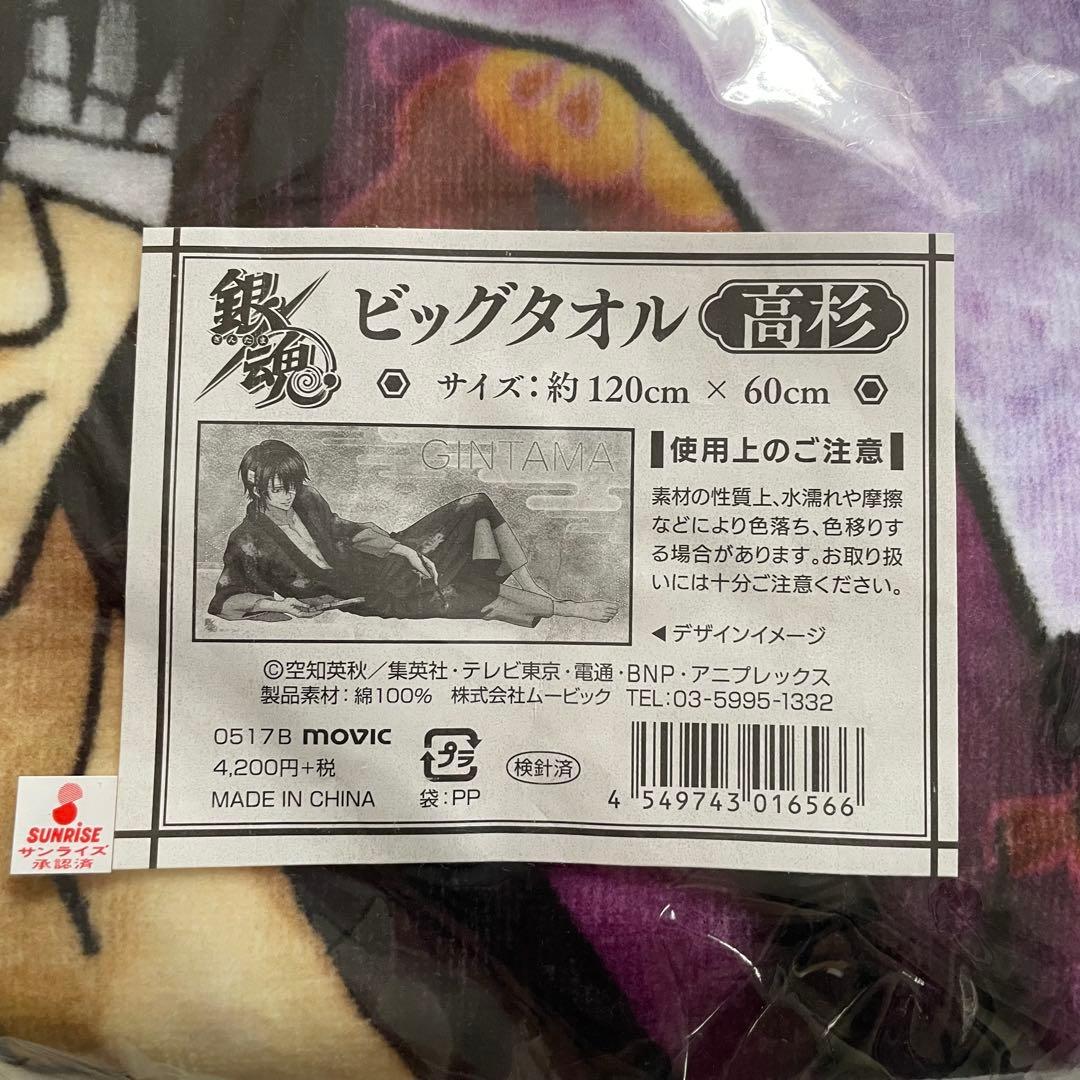 銀魂
ぎんたま
ビッグタオル 高杉
サイズ：約120cm × 60cm
GINTAMA
使用上のご注意
素材の性質上、水濡れや摩擦
などにより色落ち、色移りす
る場合があります。お取り扱
いには十分ご注意ください。
◀デザインイメージ
©空知英秋／集英社・テレビ東京・電通・BNP・アニプレックス
製品素材：綿100% 株式会社ムービック TEL:03-5995-1332
0517B movic
4,200円+税
MADE IN CHINA
プラ
袋：PP
検針済
4 549743 016566
SUNRISE
サンライズ
承認済